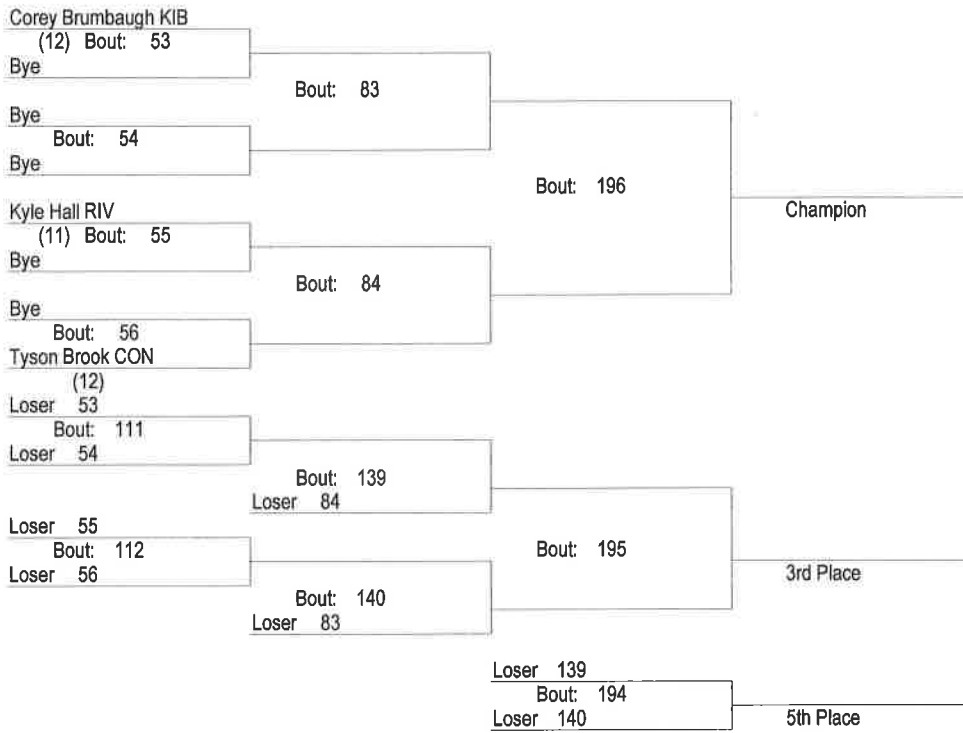 Corey Brumbaugh KIB
(12) Bout: 53
Bye
Bout: 83
Bye
Bout: 54
Bye
Bout: 196
Champion
Kyle Hall RIV
(11) Bout: 55
Bye
Bout: 84
Bye
Bout: 56
Tyson Brook CON
(12)
Loser 53
Bout: 111
Loser 54
Bout: 139
Loser 84
Loser 55
Bout: 112
Loser 56
Bout: 195
3rd Place
Bout: 140
Loser 83
Loser 139
Bout: 194
Loser 140
5th Place